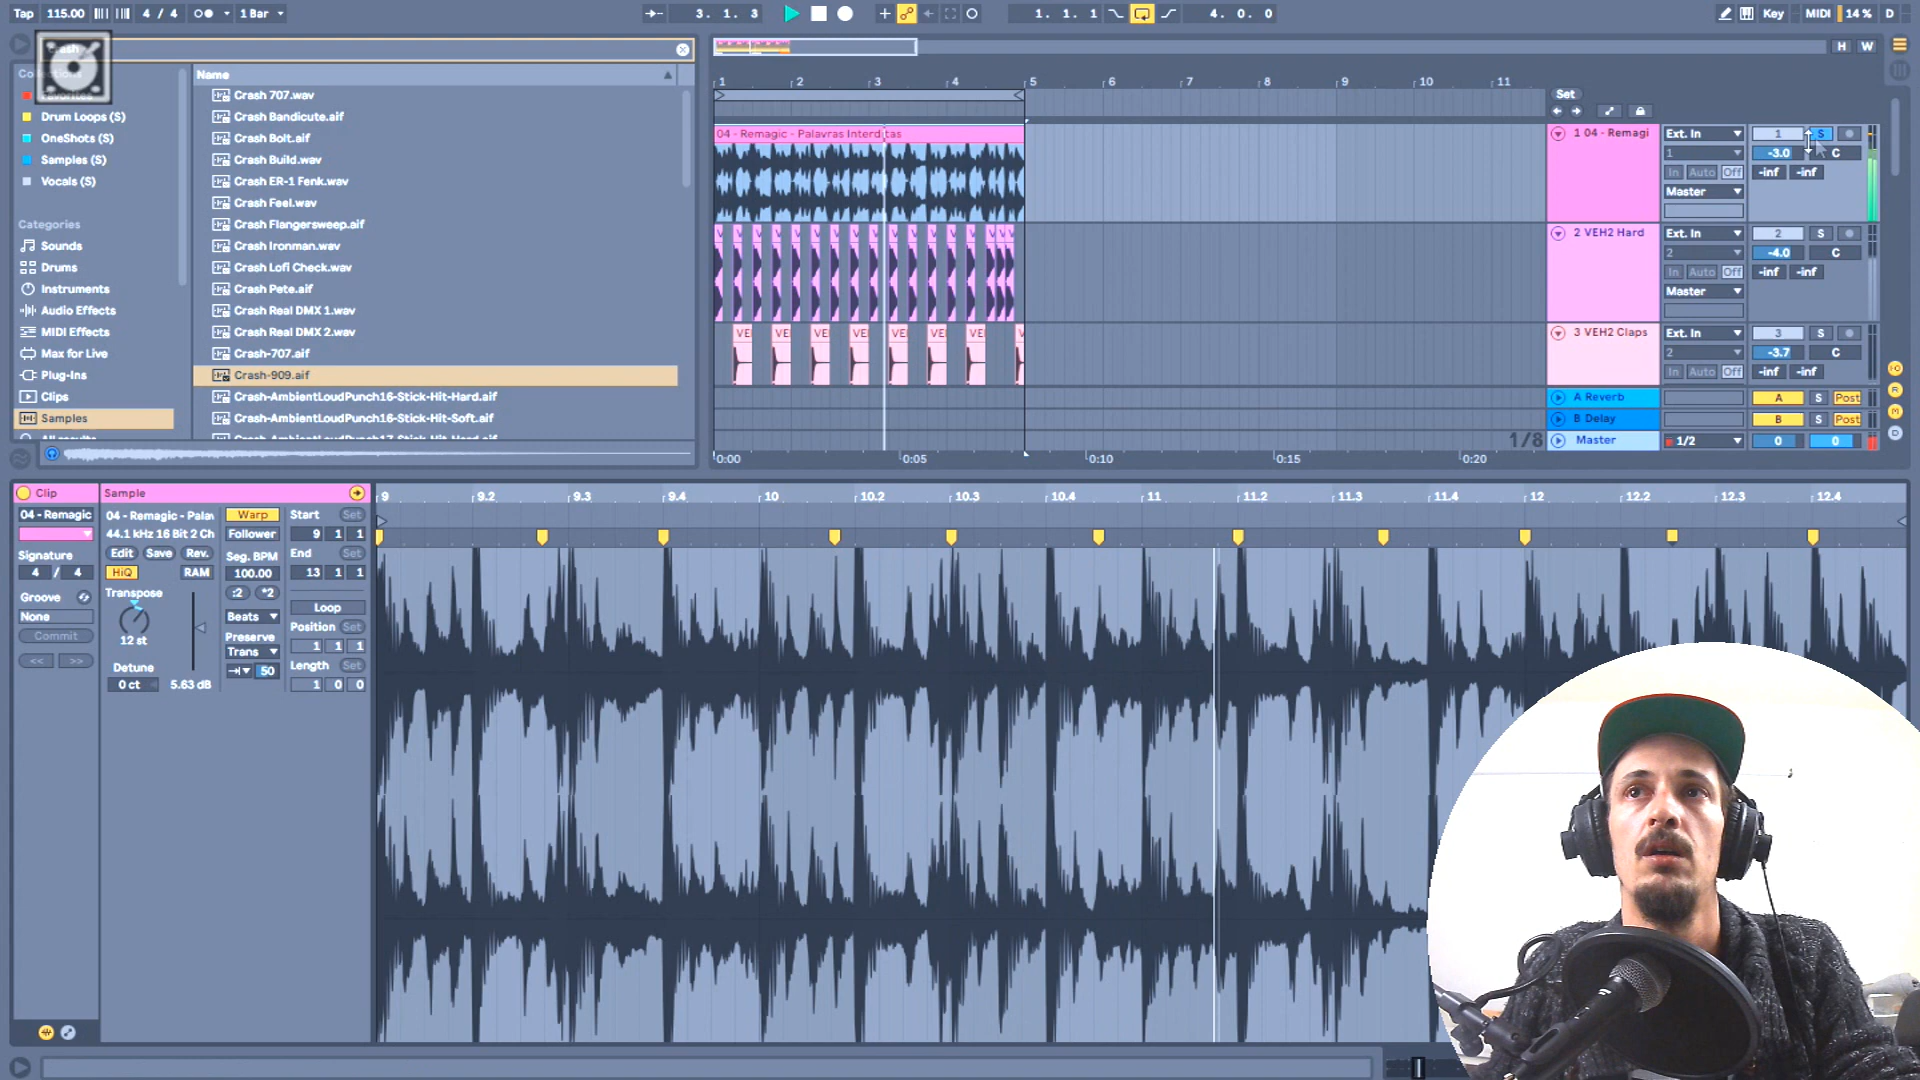 Tap 115.00 4 / 4 1 Bar 3. 1. 3 1. 1. 1 4. 0. 0 Key MIDI 14 % D
H W
Name
Crash 707.wav
Drum Loops (S) Crash Bandicute.aif
OneShots (S) Crash Bolt.aif
Samples (S) Crash Build.wav
Vocals (S) Crash ER-1 Fenk.wav
Crash Feel.wav
Categories Crash Flangersweep.aif
Sounds Crash Ironman.wav
Drums Crash Lofi Check.wav
Instruments Crash Pete.aif
Audio Effects Crash Real DMX 1.wav
MIDI Effects Crash Real DMX 2.wav
Max for Live Crash-707.aif
Plug-Ins Crash-909.aif
Clips Crash-AmbientLoudPunch16-Stick-Hit-Hard.aif
Samples Crash-AmbientLoudPunch16-Stick-Hit-Soft.aif
1 2 3 4 5 6 7 8 9 10 11
Set
04 - Remagic - Palavras Interditas
1 04 - Remagi Ext. In 1 S
1 -3.0 C
In Auto Off -inf -inf
Master
2 VEH2 Hard Ext. In 2 S
2 -4.0 C
In Auto Off -inf -inf
Master
VEH VEH VEH VEH VEH VEH VEH
3 VEH2 Claps Ext. In 3 S
2 -3.7 C
In Auto Off -inf -inf
A Reverb A S Post
B Delay B S Post
1/8 Master 1/2 0 0
0:00 0:05 0:10 0:15 0:20
Clip Sample
04 - Remagic 04 - Remagic - Palav Warp Start Set
44.1 kHz 16 Bit 2 Ch Follower 9 1 1
Signature Edit Save Rev. Seg. BPM End Set
4 / 4 HiQ RAM 100.00 13 1 1
Groove Transpose :2 *2 Loop
None Beats Position Set
Commit 12 st Preserve 1 1 1
<< >> Trans Length Set
Detune 50 1 0 0
0 ct 5.63 dB
9 9.2 9.3 9.4 10 10.2 10.3 10.4 11 11.2 11.3 11.4 12 12.2 12.3 12.4